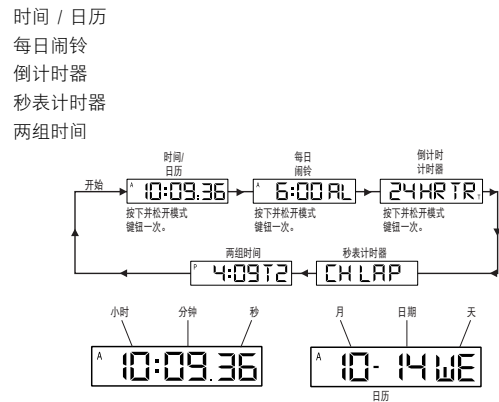 时间 / 日历
每日闹铃
倒计时器
秒表计时器
两组时间
时间/
日历
每日
闹铃
倒计时
计时器
开始
A 10:09.36
A 6:00 AL
24HR TR T
按下并松开模式
键钮一次。
按下并松开模式
键钮一次。
按下并松开模式
键钮一次。
两组时间
秒表计时器
P 4:09T2
CH LAP
小时
分钟
秒
月
日期
天
A 10:09.36
A 10- 14 WE
日历